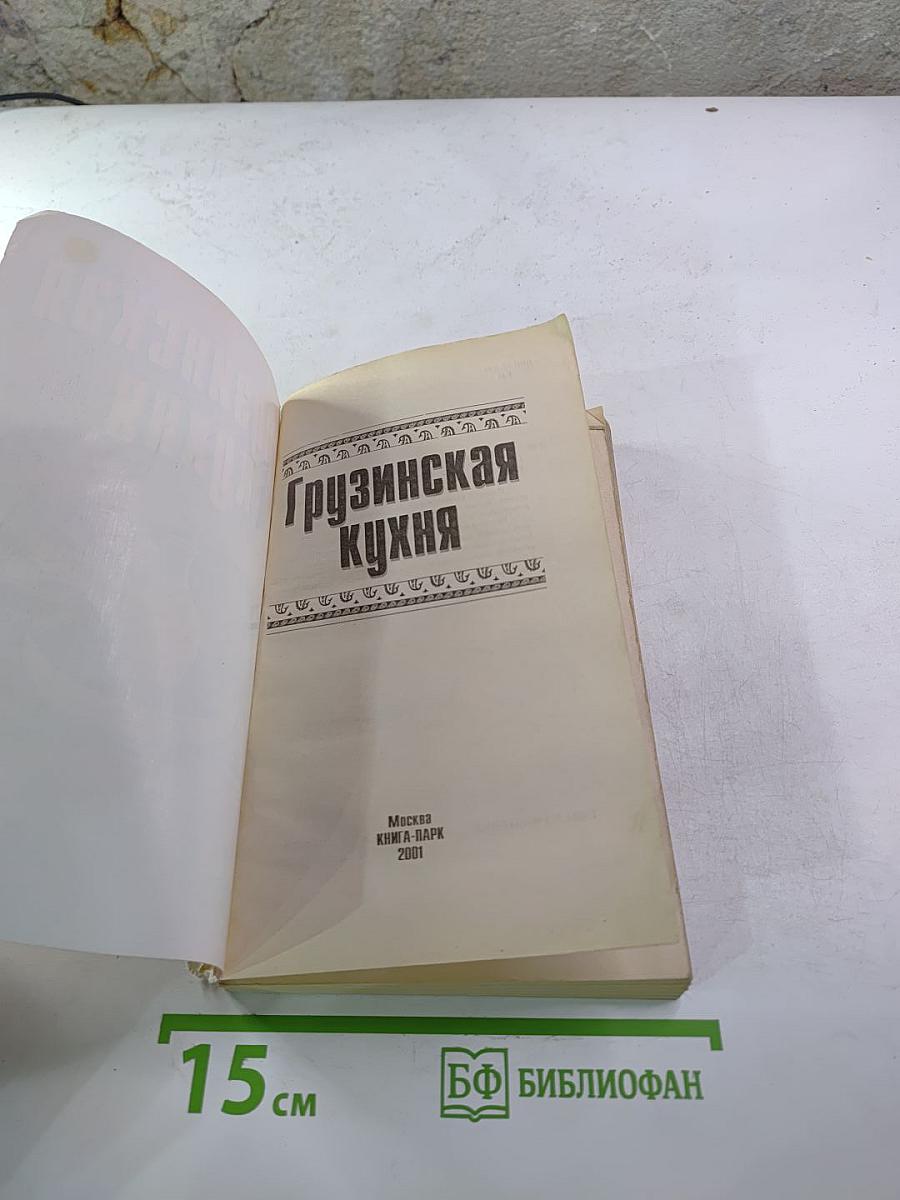 Грузинская
кухня
Москва
КНИГА-ПАРК
2001
15 см
БФ БИБЛИОФАН